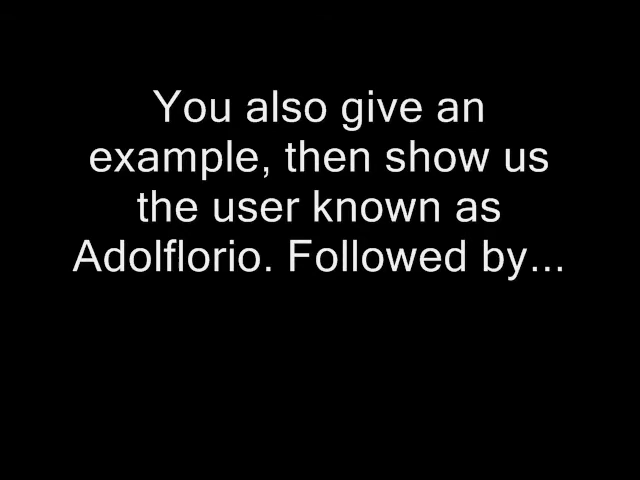 You also give an
example, then show us
the user known as
Adolflorio. Followed by...